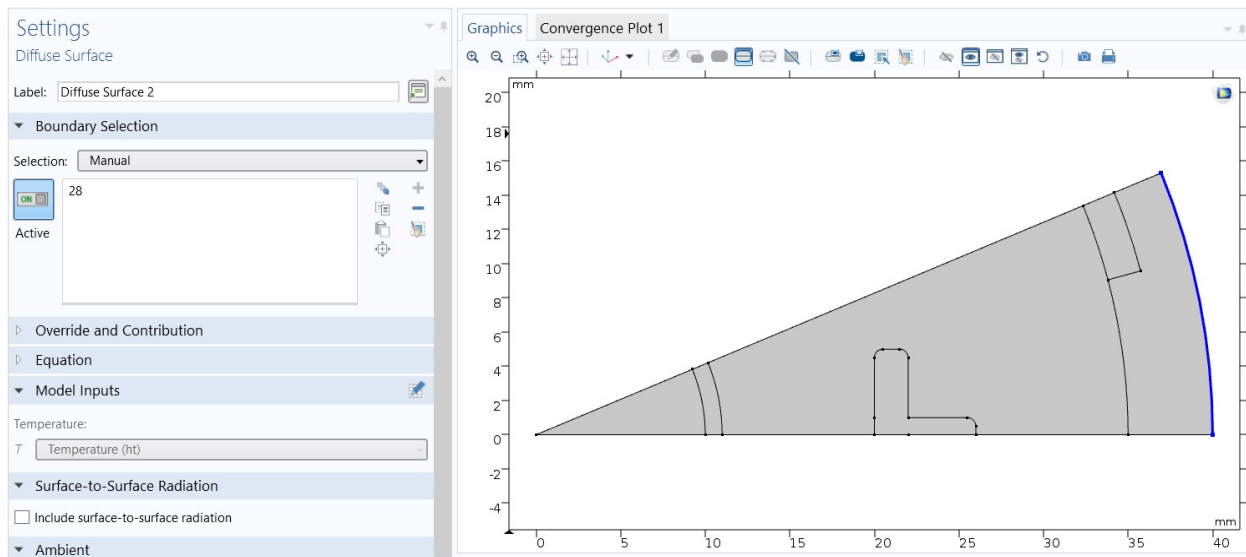 Settings
Diffuse Surface
Label: Diffuse Surface 2
Boundary Selection
Selection: Manual
ON
28
Active
Override and Contribution
Equation
Model Inputs
Temperature:
T Temperature (ht)
Surface-to-Surface Radiation
Include surface-to-surface radiation
Ambient
Graphics Convergence Plot 1
mm
20
18
16
14
12
10
8
6
4
2
0
-2
-4
mm
0 5 10 15 20 25 30 35 40